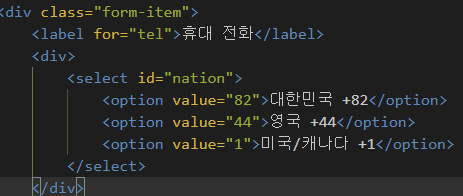 <div class="form-item">
<label for="tel">휴대 전화</label>
<div>
<select id="nation">
<option value="82">대한민국 +82</option>
<option value="44">영국 +44</option>
<option value="1">미국/캐나다 +1</option>
</select>
</div>